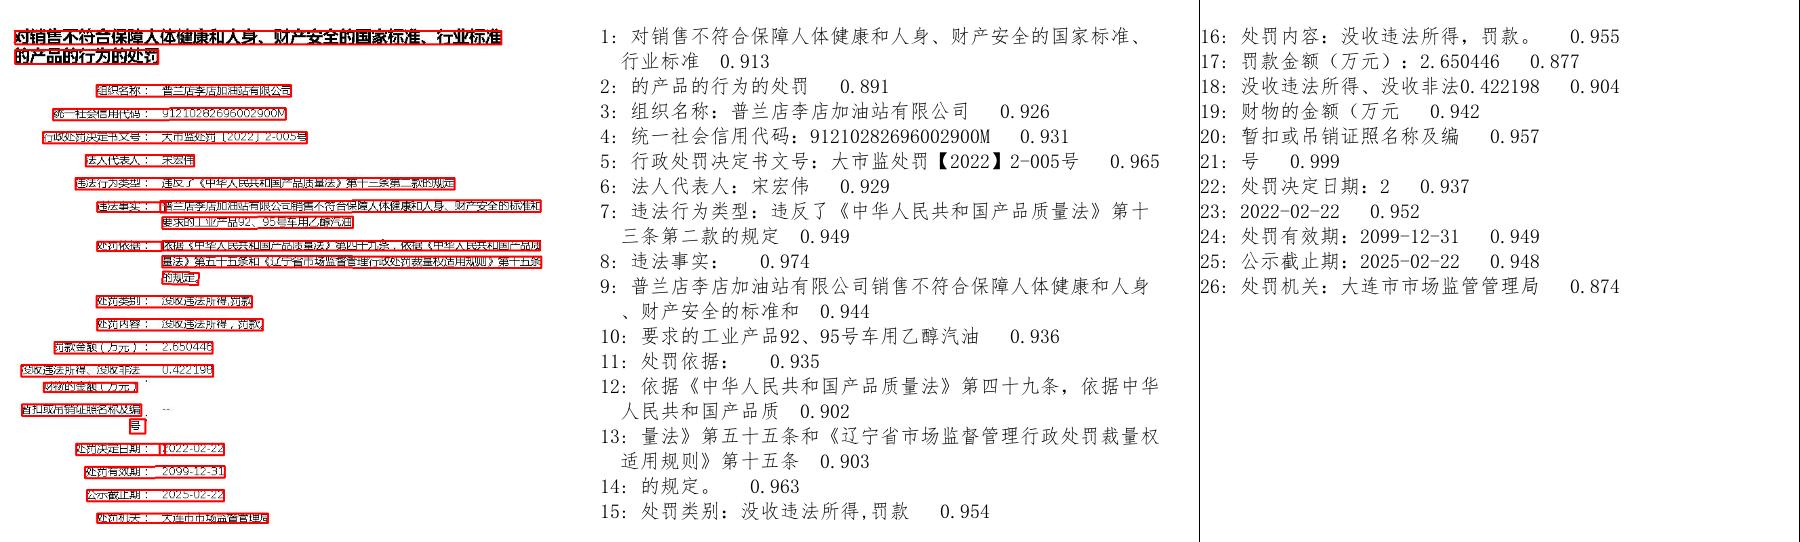 对销售不符合保障人体健康和人身、财产安全的国家标准、行业标准
的产品的行为的处罚
组织名称： 普兰店李店加油站有限公司
统一社会信用代码： 91210282696002900M
行政处罚决定书文号： 大市监处罚〔2022〕2-005号
法人代表人： 宋宏伟
违法行为类型： 违反了《中华人民共和国产品质量法》第十三条第二款的规定
违法事实： 普兰店李店加油站有限公司销售不符合保障人体健康和人身、财产安全的标准和
要求的工业产品92、95号车用乙醇汽油
处罚依据： 依据《中华人民共和国产品质量法》第四十九条，依据《中华人民共和国产品质
量法》第五十五条和《辽宁省市场监督管理行政处罚裁量权适用规则》第十五条
的规定。
处罚类别： 没收违法所得,罚款
处罚内容： 没收违法所得，罚款。
罚款金额（万元）： 2.650446
没收违法所得、没收非法 0.422198
财物的金额（万元）：
暂扣或吊销证照名称及编 --
号：
处罚决定日期： 2022-02-22
处罚有效期： 2099-12-31
公示截止期： 2025-02-22
处罚机关： 大连市市场监督管理局
1: 对销售不符合保障人体健康和人身、财产安全的国家标准、
行业标准 0.913
2: 的产品的行为的处罚 0.891
3: 组织名称：普兰店李店加油站有限公司 0.926
4: 统一社会信用代码：91210282696002900M 0.931
5: 行政处罚决定书文号：大市监处罚【2022】2-005号 0.965
6: 法人代表人：宋宏伟 0.929
7: 违法行为类型：违反了《中华人民共和国产品质量法》第十
三条第二款的规定 0.949
8: 违法事实： 0.974
9: 普兰店李店加油站有限公司销售不符合保障人体健康和人身
、财产安全的标准和 0.944
10: 要求的工业产品92、95号车用乙醇汽油 0.936
11: 处罚依据： 0.935
12: 依据《中华人民共和国产品质量法》第四十九条，依据中华
人民共和国产品质 0.902
13: 量法》第五十五条和《辽宁省市场监督管理行政处罚裁量权
适用规则》第十五条 0.903
14: 的规定。 0.963
15: 处罚类别：没收违法所得,罚款 0.954
16: 处罚内容：没收违法所得，罚款。 0.955
17: 罚款金额（万元）：2.650446 0.877
18: 没收违法所得、没收非法0.422198 0.904
19: 财物的金额（万元 0.942
20: 暂扣或吊销证照名称及编 0.957
21: 号 0.999
22: 处罚决定日期：2 0.937
23: 2022-02-22 0.952
24: 处罚有效期：2099-12-31 0.949
25: 公示截止期：2025-02-22 0.948
26: 处罚机关：大连市市场监管管理局 0.874